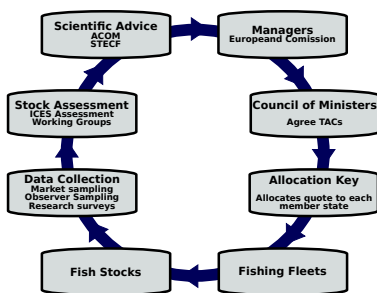 Scientific Advice
ACOM
STECF
Managers
Europeand Comission
Council of Ministers
Agree TACs
Allocation Key
Allocates quote to each
member state
Fishing Fleets
Fish Stocks
Data Collection
Market sampling
Observer Sampling
Research surveys
Stock Assessment
ICES Assessment
Working Groups